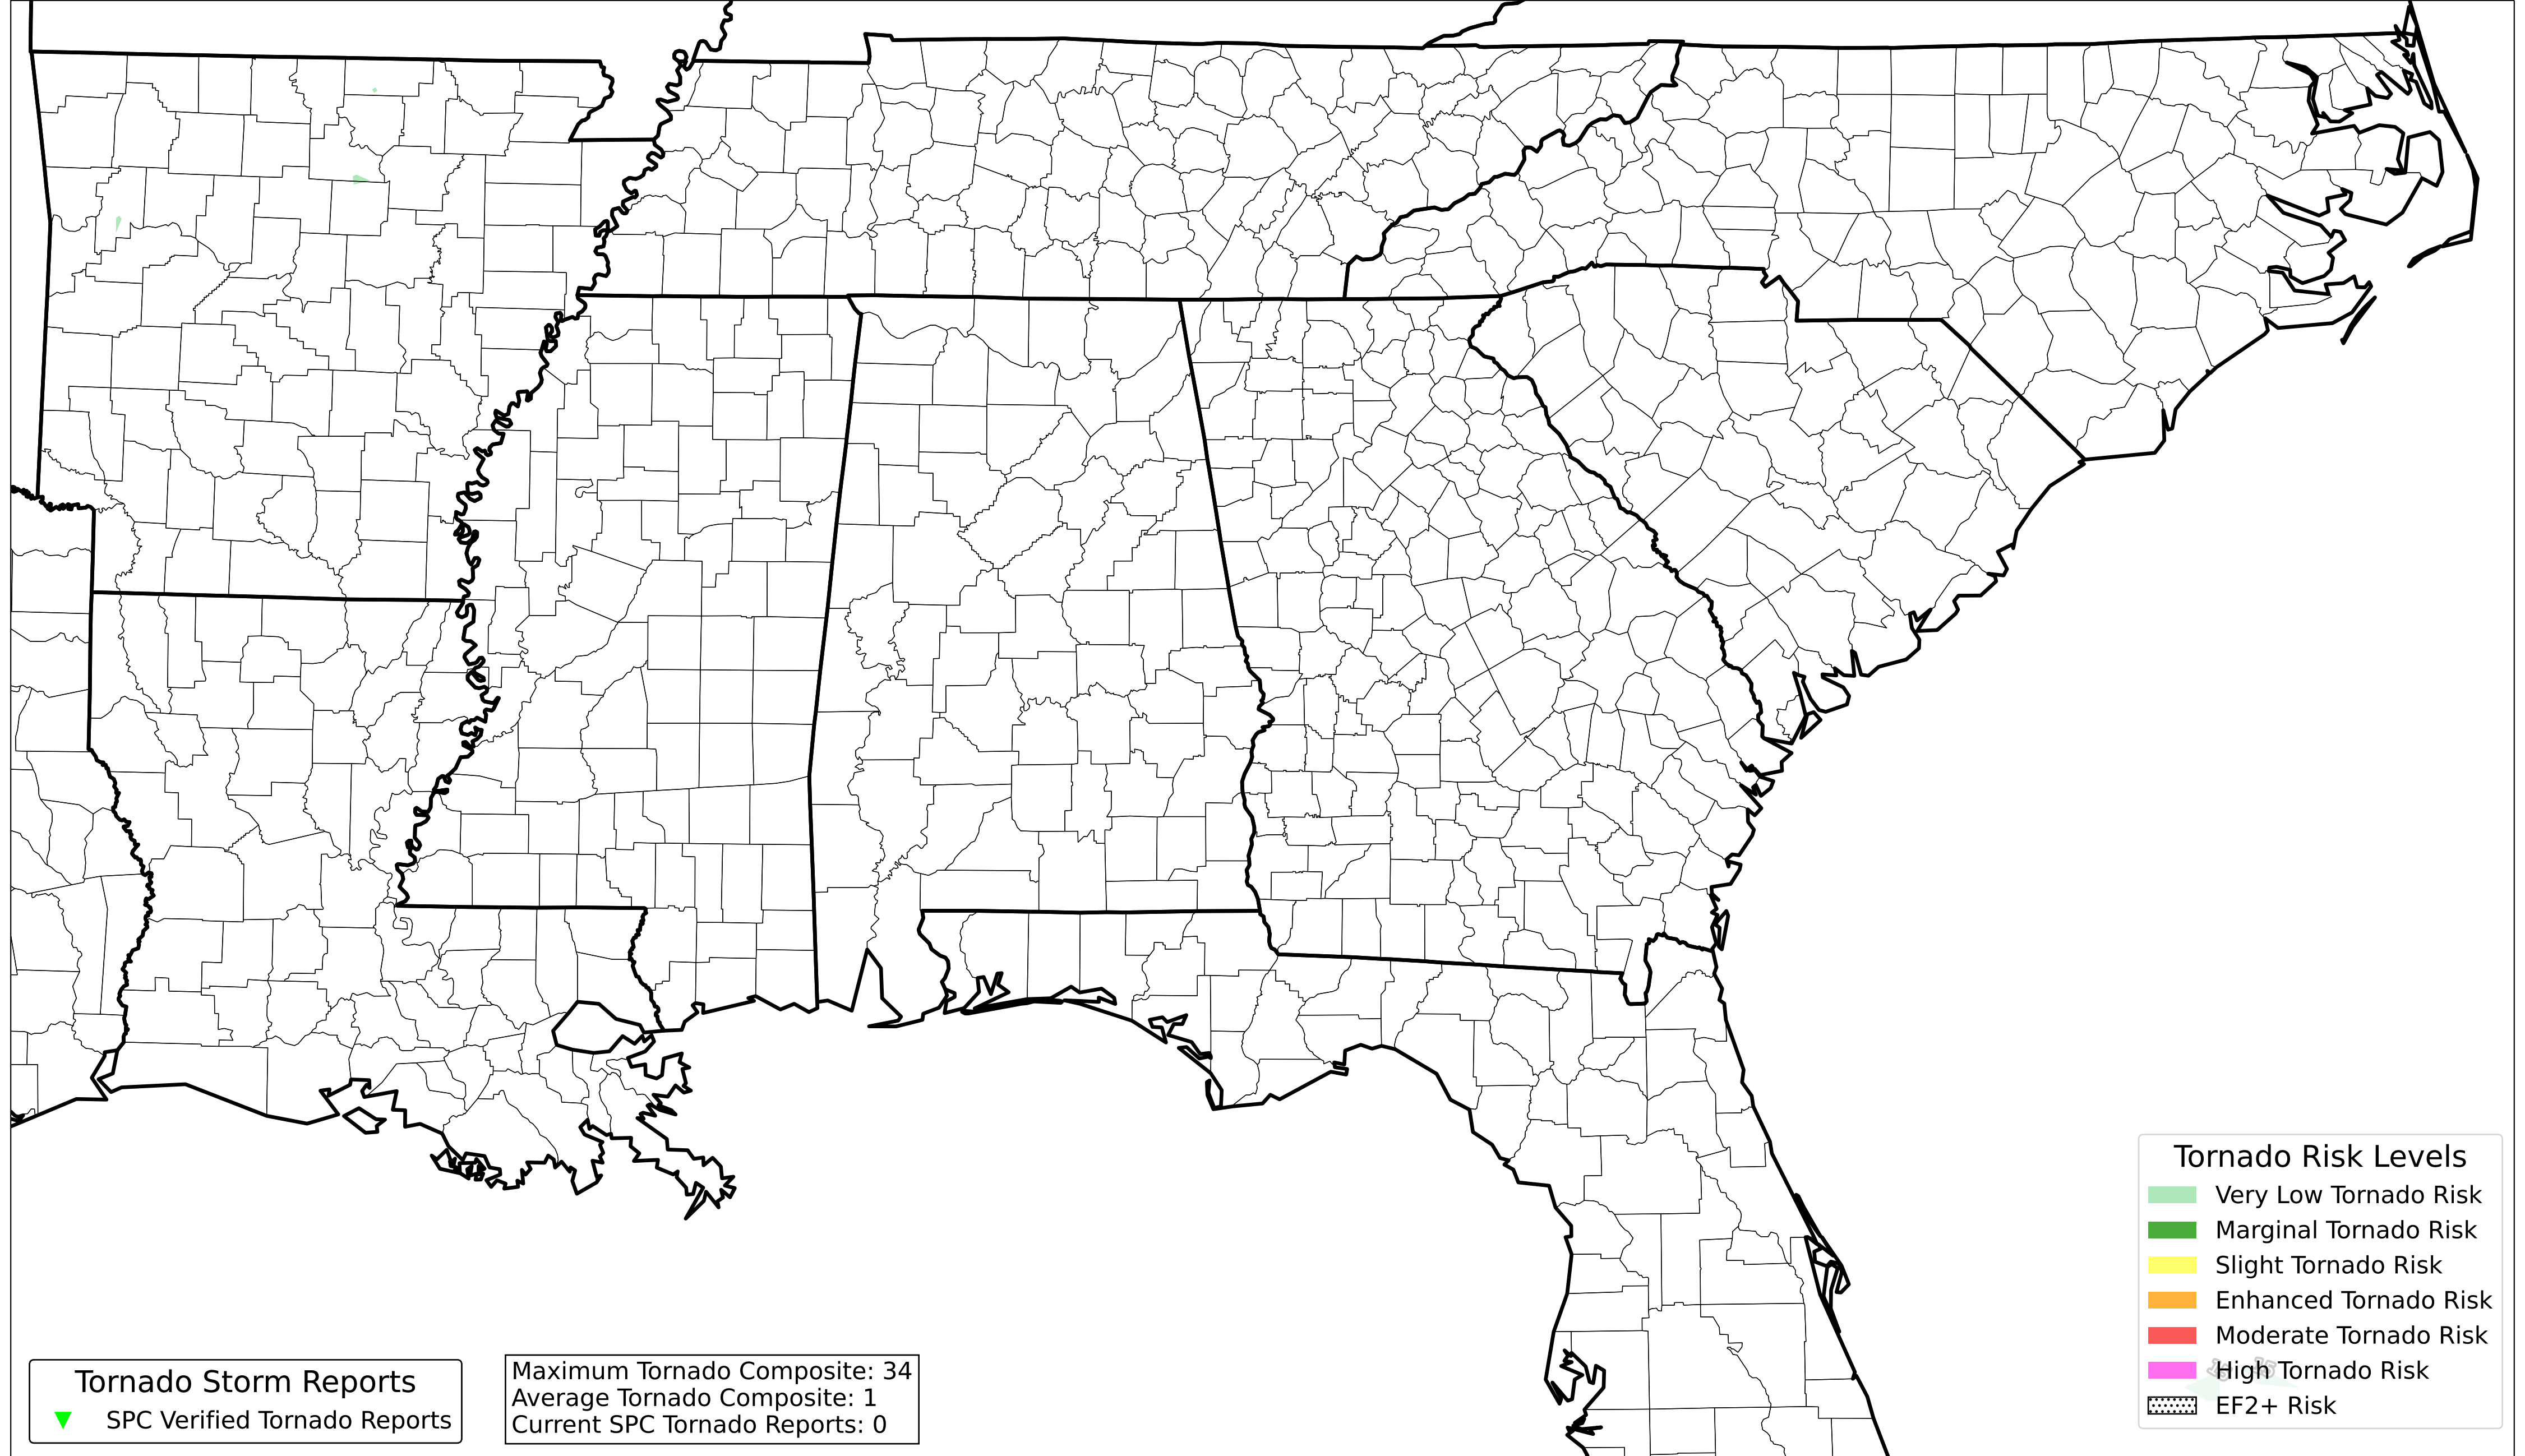 Tornado Risk Levels
Very Low Tornado Risk
Marginal Tornado Risk
Slight Tornado Risk
Enhanced Tornado Risk
Moderate Tornado Risk
High Tornado Risk
EF2+ Risk
Tornado Storm Reports
SPC Verified Tornado Reports
Maximum Tornado Composite: 34
Average Tornado Composite: 1
Current SPC Tornado Reports: 0